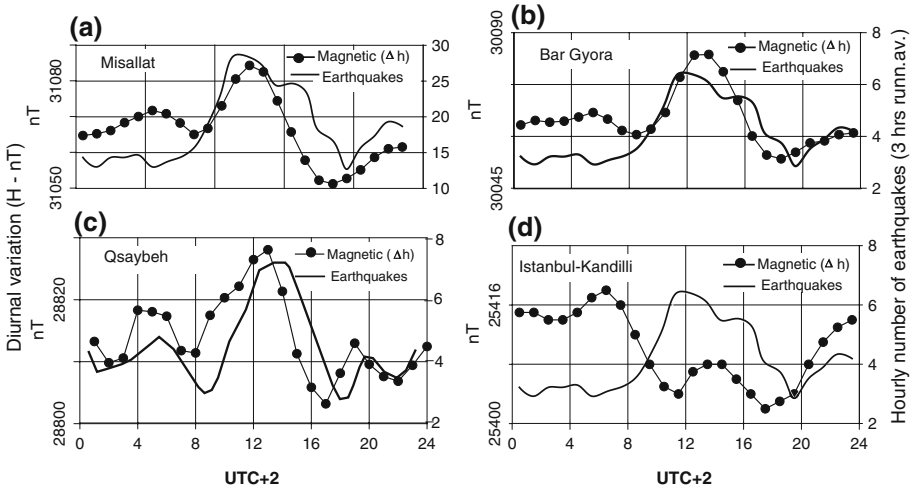 Diurnal variation (H - nT)
Hourly number of earthquakes (3 hrs runn.av.)
(a)
Misallat
Magnetic (Δh)
Earthquakes
nT
31080
31050
30
25
20
15
10
(b)
Bar Gyora
Magnetic (Δh)
Earthquakes
nT
30090
30045
8
6
4
2
(c)
Qsaybeh
Magnetic (Δh)
Earthquakes
nT
28820
28800
8
7
6
5
4
3
2
0 4 8 12 16 20 24
UTC+2
(d)
Istanbul-Kandilli
Magnetic (Δh)
Earthquakes
nT
25416
25400
8
6
4
3
2
0 4 8 12 16 20 24
UTC+2